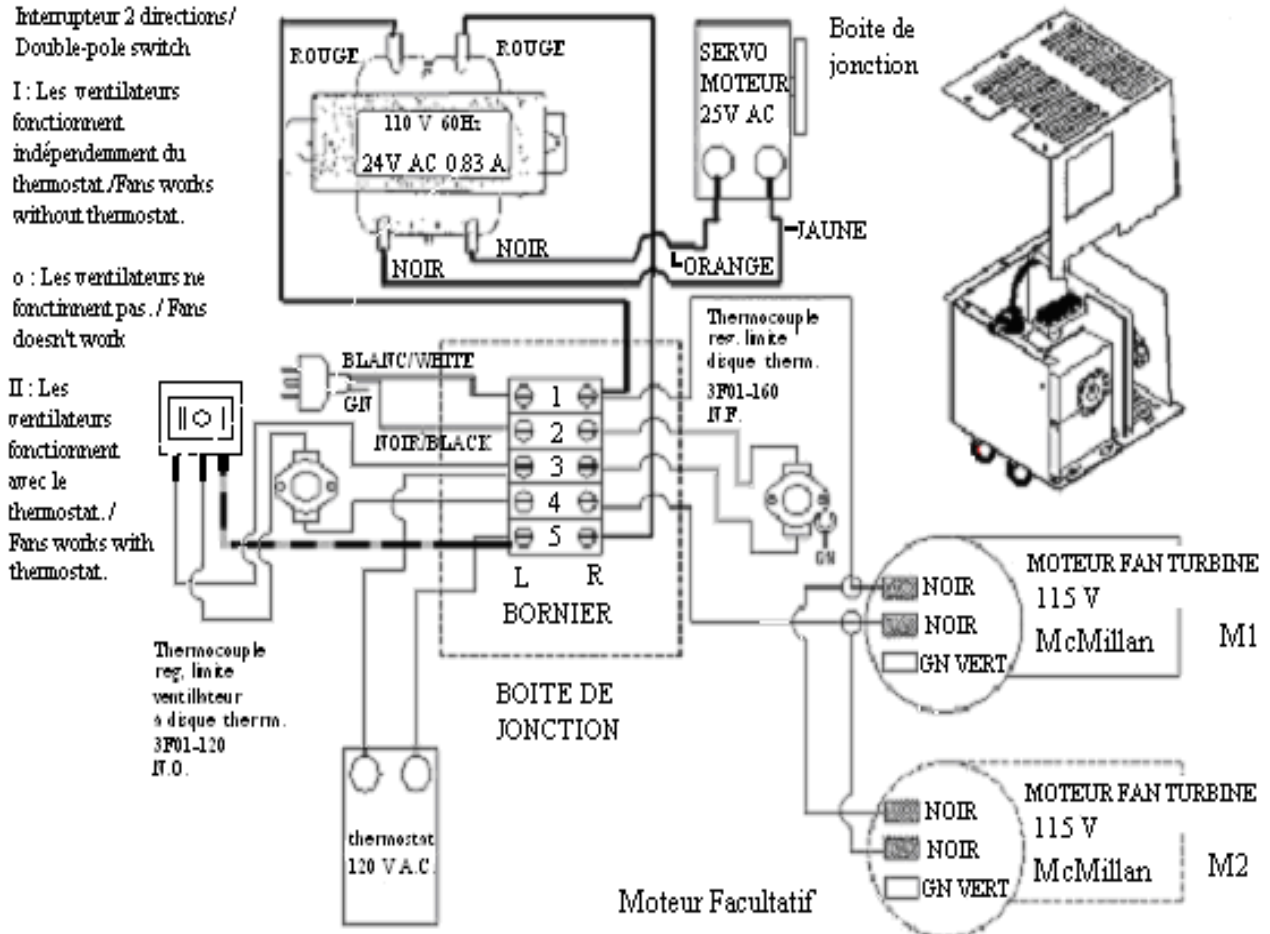 Interrupteur 2 directions/
Double-pole switch
I : Les ventilateurs
fonctionnent
indépendemment du
thermostat./Fans works
without thermostat.
o : Les ventilateurs ne
fonctinnent pas . / Fans
doesn't work
II : Les
ventilateurs
fonctionnent
avec le
thermostat. /
Fans works with
thermostat.
ROUGE
ROUGE
110 V 60Hz
24V AC 0.83 A
NOIR
NOIR
SERVO
MOTEUR
25V AC
Boite de
jonction
JAUNE
ORANGE
BLANC/WHITE
GN
NOIR/BLACK
1
2
3
4
5
L R
BORNIER
BOITE DE
JONCTION
Thermocouple
reg. limite
disque therm.
3F01-160
N.F.
GN
Thermocouple
reg. limite
ventillateur
à disque therm.
3F01-120
N.O.
thermostat
120 V A.C.
NOIR
NOIR
GN VERT
MOTEUR FAN TURBINE
115 V
McMillan
M1
NOIR
NOIR
GN VERT
MOTEUR FAN TURBINE
115 V
McMillan
M2
Moteur Facultatif